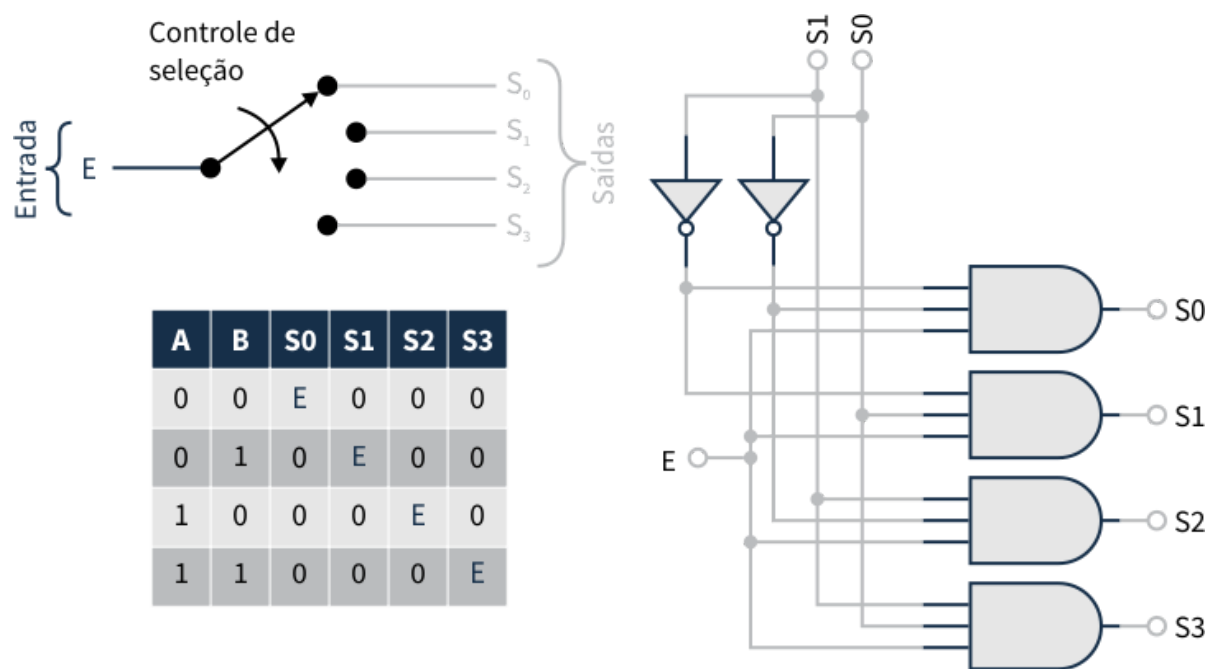 Controle de
seleção
Entrada
E
S₀
S₁
S₂
S₃
Saídas
A B S0 S1 S2 S3
0 0 E 0 0 0
0 1 0 E 0 0
1 0 0 0 E 0
1 1 0 0 0 E
S1 S0
E
S0
S1
S2
S3